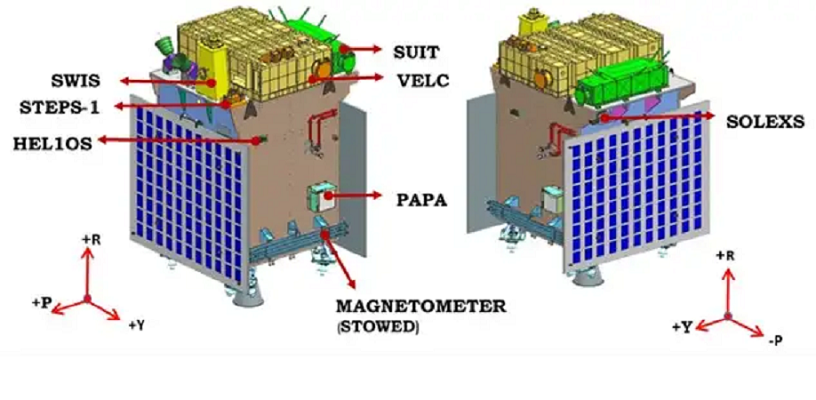 SUIT
SWIS
VELC
STEPS-1
HEL1OS
SOLEXS
PAPA
MAGNETOMETER
(STOWED)
+R
+P
+Y
+R
+Y
-P